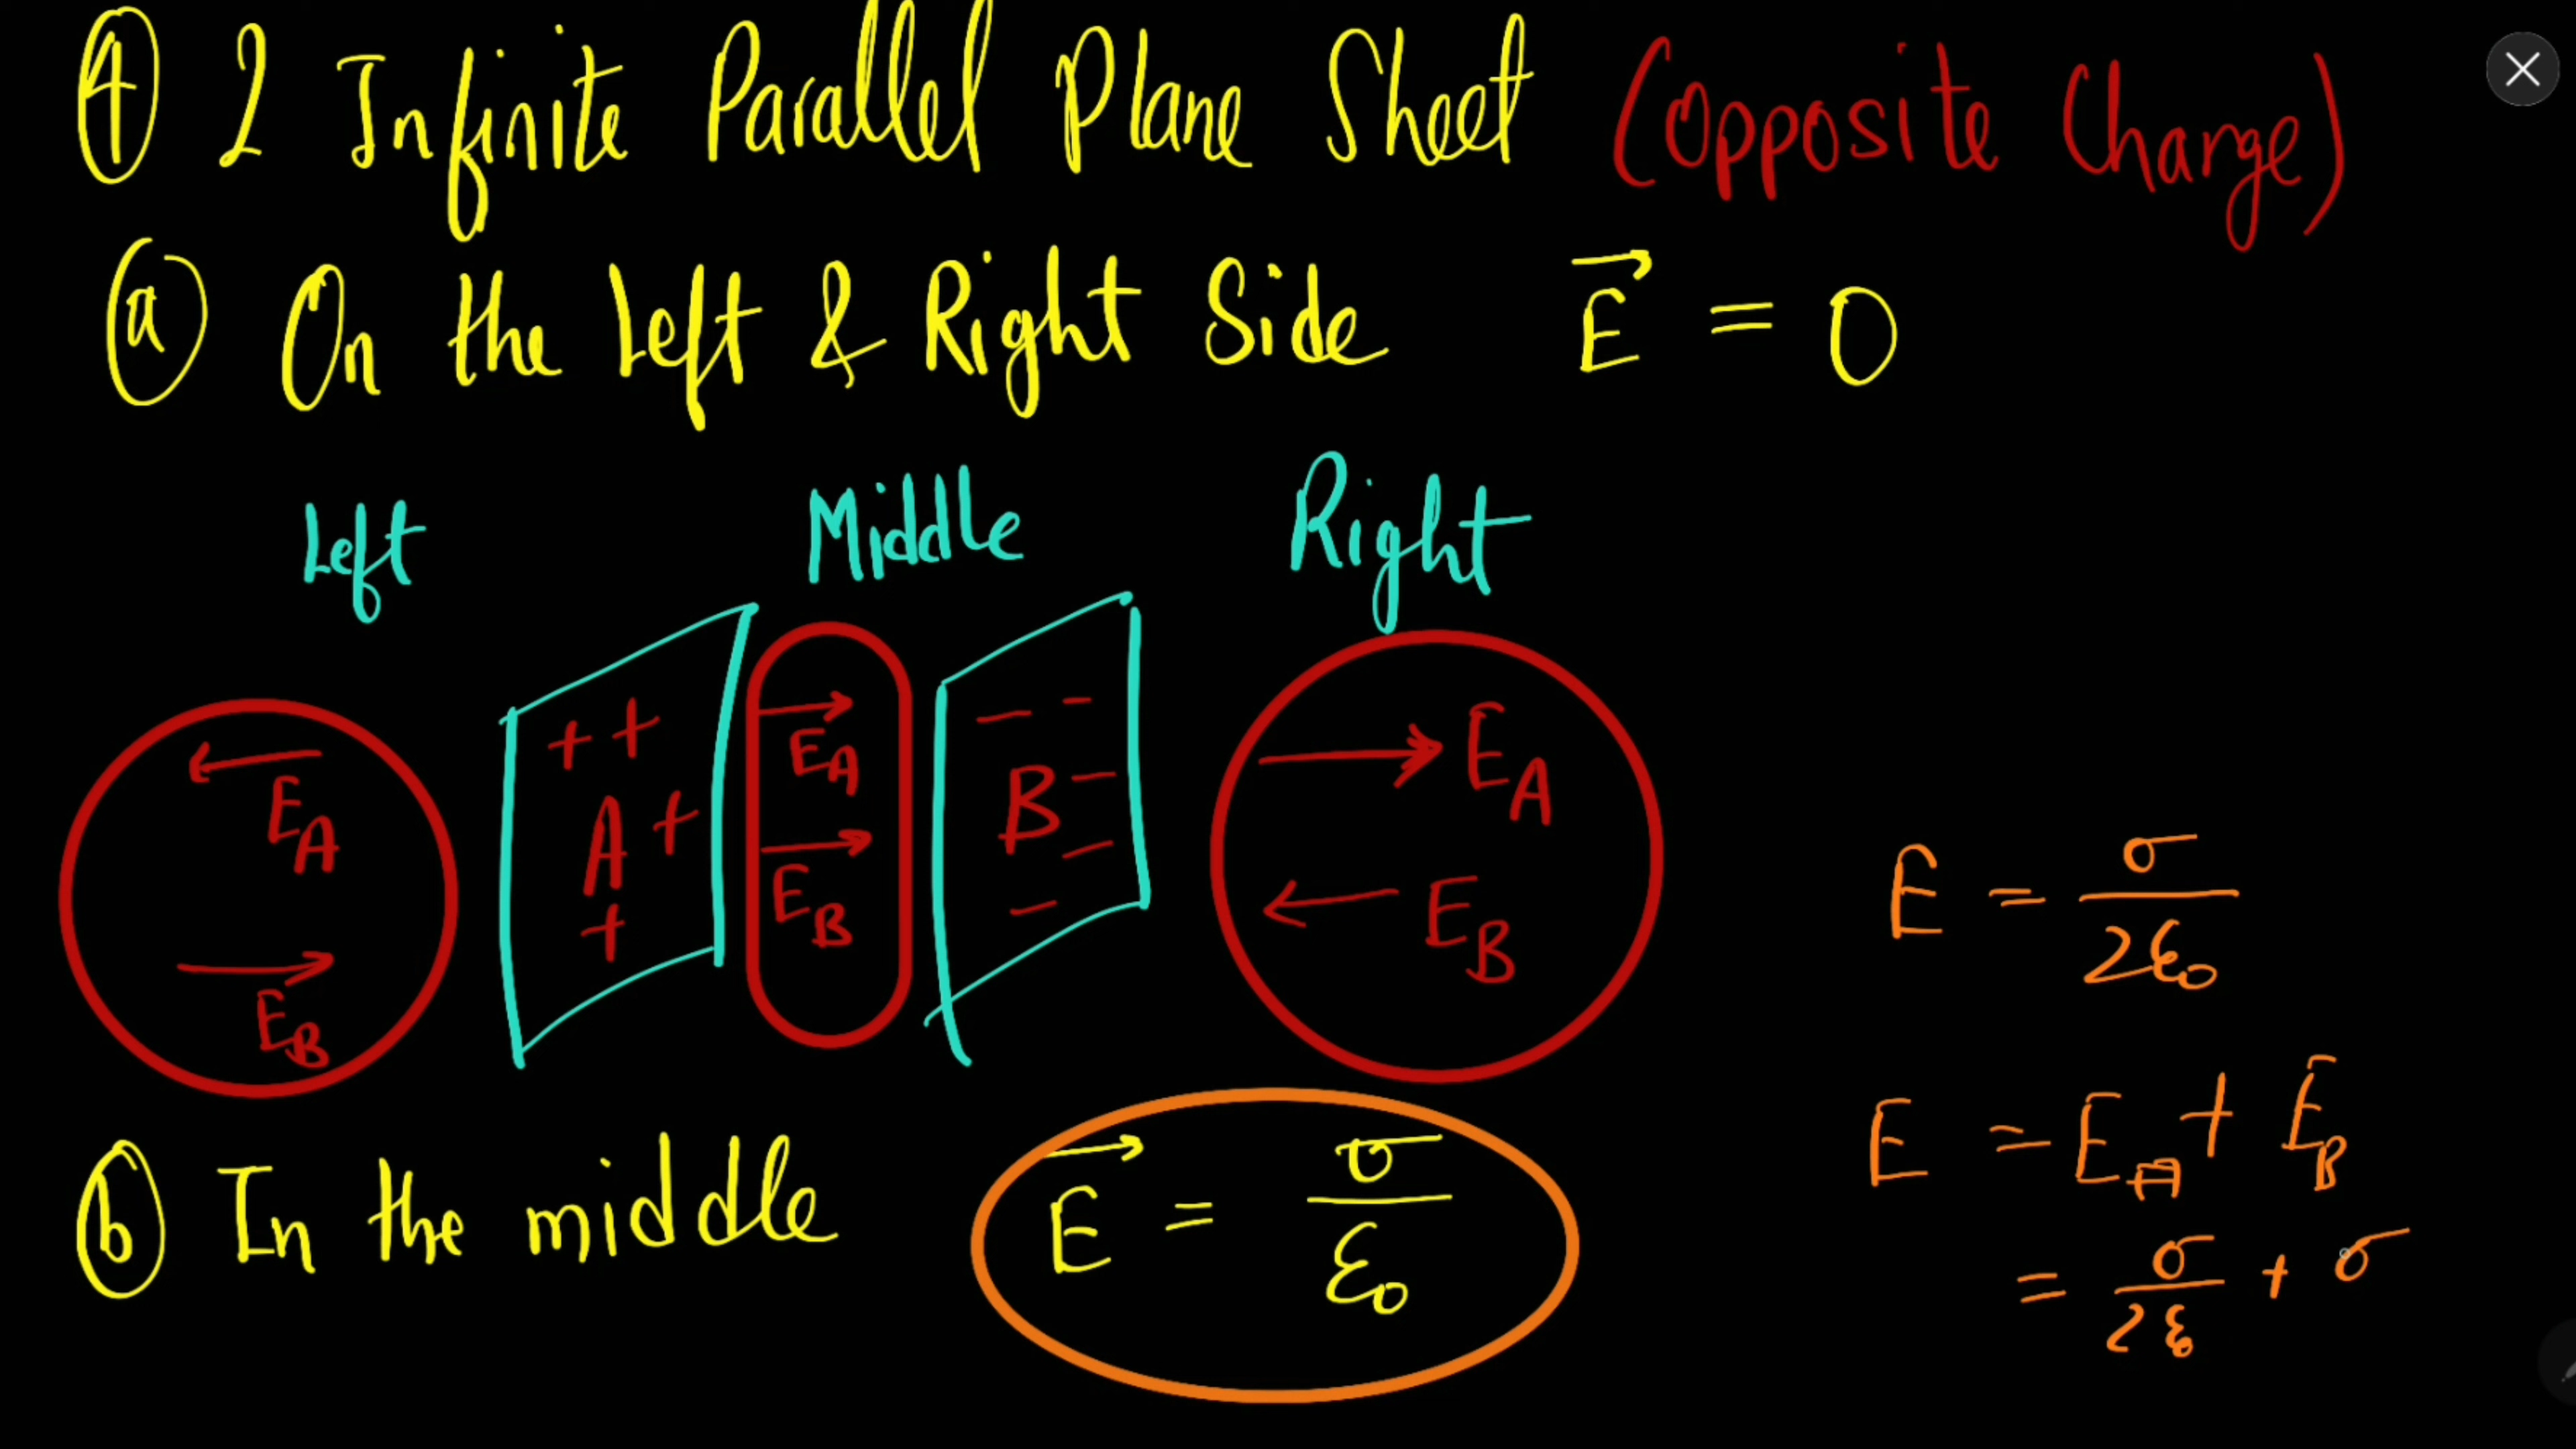 ④ 2 Infinite Parallel Plane Sheet (Opposite Charge)
ⓐ On the Left & Right Side E⃗ = 0
Left Middle Right
++ A + +
- - B - - -
E_A
E_B
E_A
E_B
E_A
E_B
E = σ/2ε₀
E = E_A + E_B
= σ/2ε₀ + σ
ⓑ In the middle E⃗ = σ/ε₀